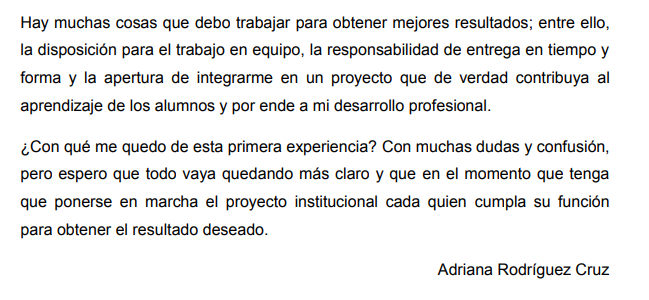 Hay muchas cosas que debo trabajar para obtener mejores resultados; entre ello,
la disposición para el trabajo en equipo, la responsabilidad de entrega en tiempo y
forma y la apertura de integrarme en un proyecto que de verdad contribuya al
aprendizaje de los alumnos y por ende a mi desarrollo profesional.
¿Con qué me quedo de esta primera experiencia? Con muchas dudas y confusión,
pero espero que todo vaya quedando más claro y que en el momento que tenga
que ponerse en marcha el proyecto institucional cada quien cumpla su función
para obtener el resultado deseado.
Adriana Rodríguez Cruz